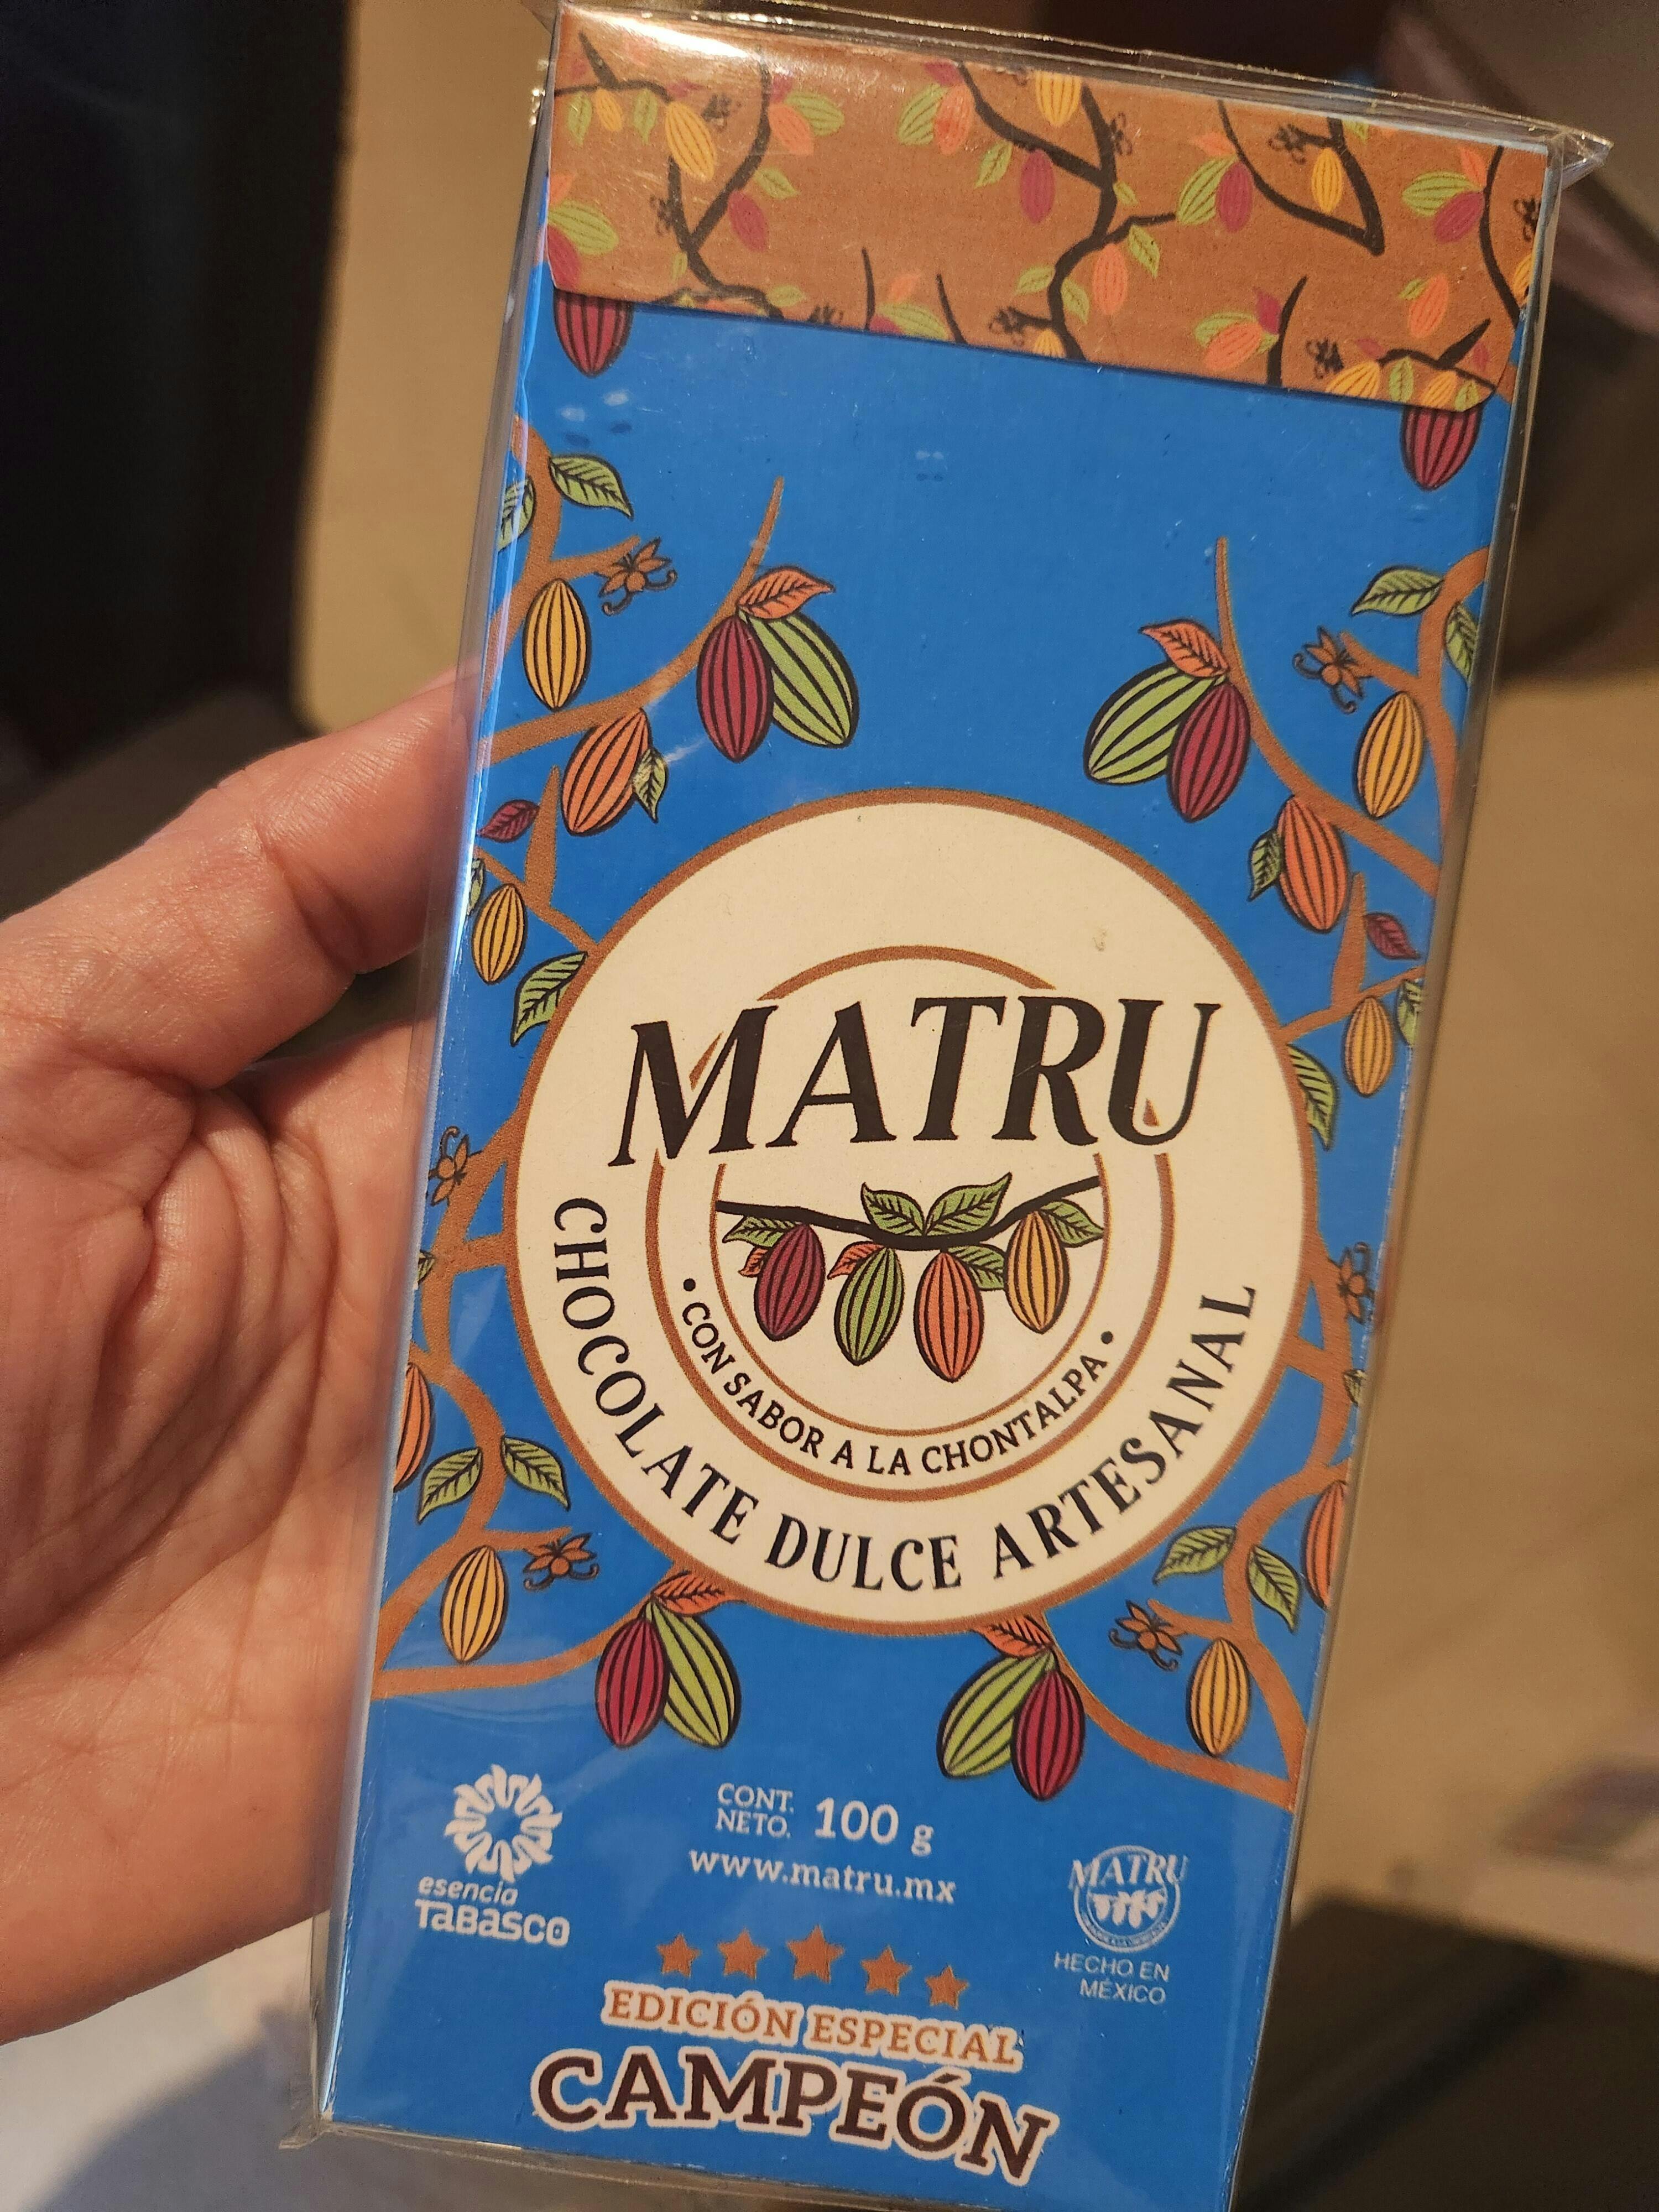 MATRU
• CON SABOR A LA CHONTALPA •
CHOCOLATE DULCE ARTESANAL
esencia
TABASCO
CONT.
NETO. 100 g
www.matru.mx
MATRU
HECHO EN
MÉXICO
EDICIÓN ESPECIAL
CAMPEÓN